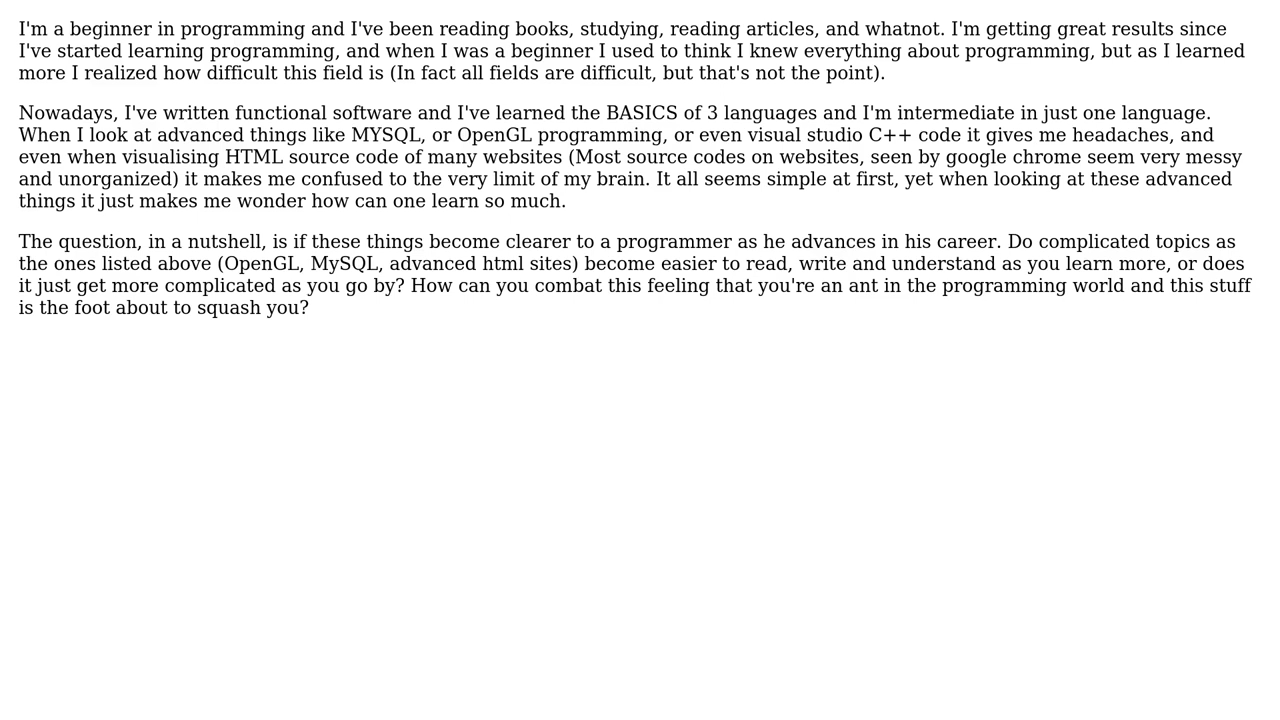 I'm a beginner in programming and I've been reading books, studying, reading articles, and whatnot. I'm getting great results since
I've started learning programming, and when I was a beginner I used to think I knew everything about programming, but as I learned
more I realized how difficult this field is (In fact all fields are difficult, but that's not the point).
Nowadays, I've written functional software and I've learned the BASICS of 3 languages and I'm intermediate in just one language.
When I look at advanced things like MYSQL, or OpenGL programming, or even visual studio C++ code it gives me headaches, and
even when visualising HTML source code of many websites (Most source codes on websites, seen by google chrome seem very messy
and unorganized) it makes me confused to the very limit of my brain. It all seems simple at first, yet when looking at these advanced
things it just makes me wonder how can one learn so much.
The question, in a nutshell, is if these things become clearer to a programmer as he advances in his career. Do complicated topics as
the ones listed above (OpenGL, MySQL, advanced html sites) become easier to read, write and understand as you learn more, or does
it just get more complicated as you go by? How can you combat this feeling that you're an ant in the programming world and this stuff
is the foot about to squash you?